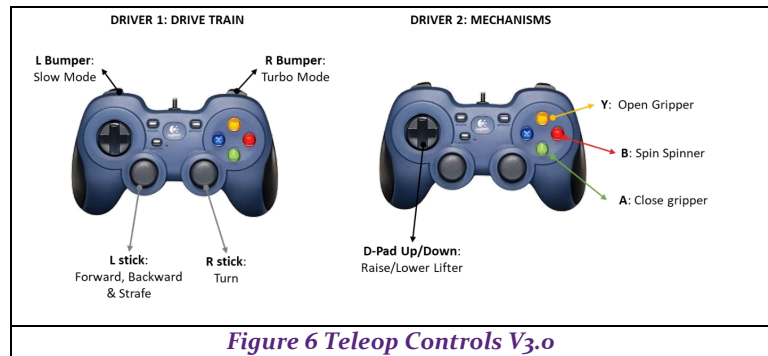 DRIVER 1: DRIVE TRAIN
L Bumper:
Slow Mode
R Bumper:
Turbo Mode
L stick:
Forward, Backward
& Strafe
R stick:
Turn
DRIVER 2: MECHANISMS
Y: Open Gripper
B: Spin Spinner
A: Close gripper
D-Pad Up/Down:
Raise/Lower Lifter
Figure 6 Teleop Controls V3.0